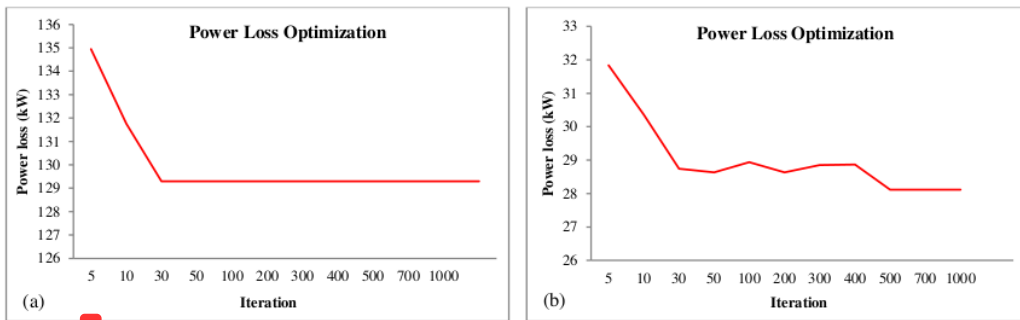 Power Loss Optimization
Power loss (kW)
136
135
134
133
132
131
130
129
128
127
126
5 10 30 50 100 200 300 400 500 700 1000
Iteration
(a)
Power Loss Optimization
Power loss (kW)
33
32
31
30
29
28
27
26
5 10 30 50 100 200 300 400 500 700 1000
Iteration
(b)